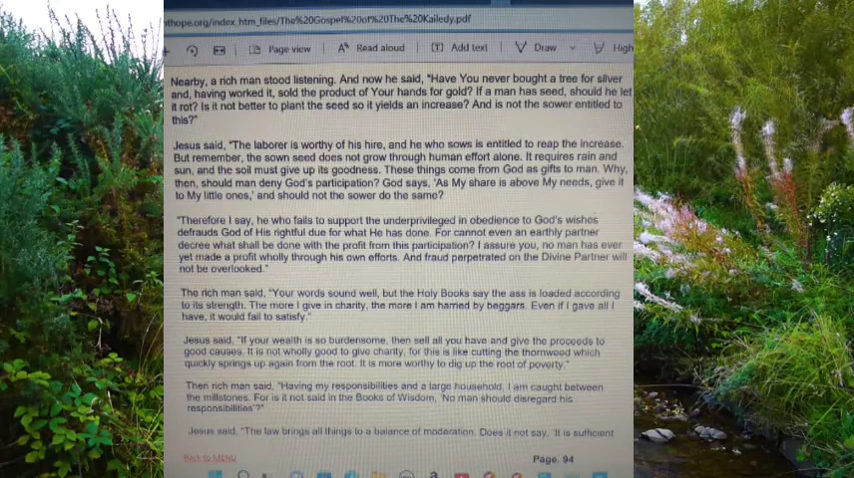 nthope.org/index_htm_files/The%20Gospel%20of%20The%20Kailedy.pdf
Page view
Read aloud
Add text
Draw
High
Nearby, a rich man stood listening. And now he said, "Have You never bought a tree for silver
and, having worked it, sold the product of Your hands for gold? If a man has seed, should he let
it rot? Is it not better to plant the seed so it yields an increase? And is not the sower entitled to
this?"
Jesus said, "The laborer is worthy of his hire, and he who sows is entitled to reap the increase.
But remember, the sown seed does not grow through human effort alone. It requires rain and
sun, and the soil must give up its goodness. These things come from God as gifts to man. Why,
then, should man deny God's participation? God says, 'As My share is above My needs, give it
to My little ones,' and should not the sower do the same?
"Therefore I say, he who fails to support the underprivileged in obedience to God's wishes
defrauds God of His rightful due for what He has done. For cannot even an earthly partner
decree what shall be done with the profit from this participation? I assure you, no man has ever
yet made a profit wholly through his own efforts. And fraud perpetrated on the Divine Partner will
not be overlooked."
The rich man said, "Your words sound well, but the Holy Books say the ass is loaded according
to its strength. The more I give in charity, the more I am harried by beggars. Even if I gave all I
have, it would fail to satisfy."
Jesus said, "If your wealth is so burdensome, then sell all you have and give the proceeds to
good causes. It is not wholly good to give charity, for this is like cutting the thornwood which
quickly springs up again from the root. It is more worthy to dig up the root of poverty."
Then rich man said, "Having my responsibilities and a large household, I am caught between
the millstones. For is it not said in the Books of Wisdom, 'No man should disregard his
responsibilities'?"
Jesus said, "The law brings all things to a balance of moderation. Does it not say, 'It is sufficient
Back to MENU
Page. 94